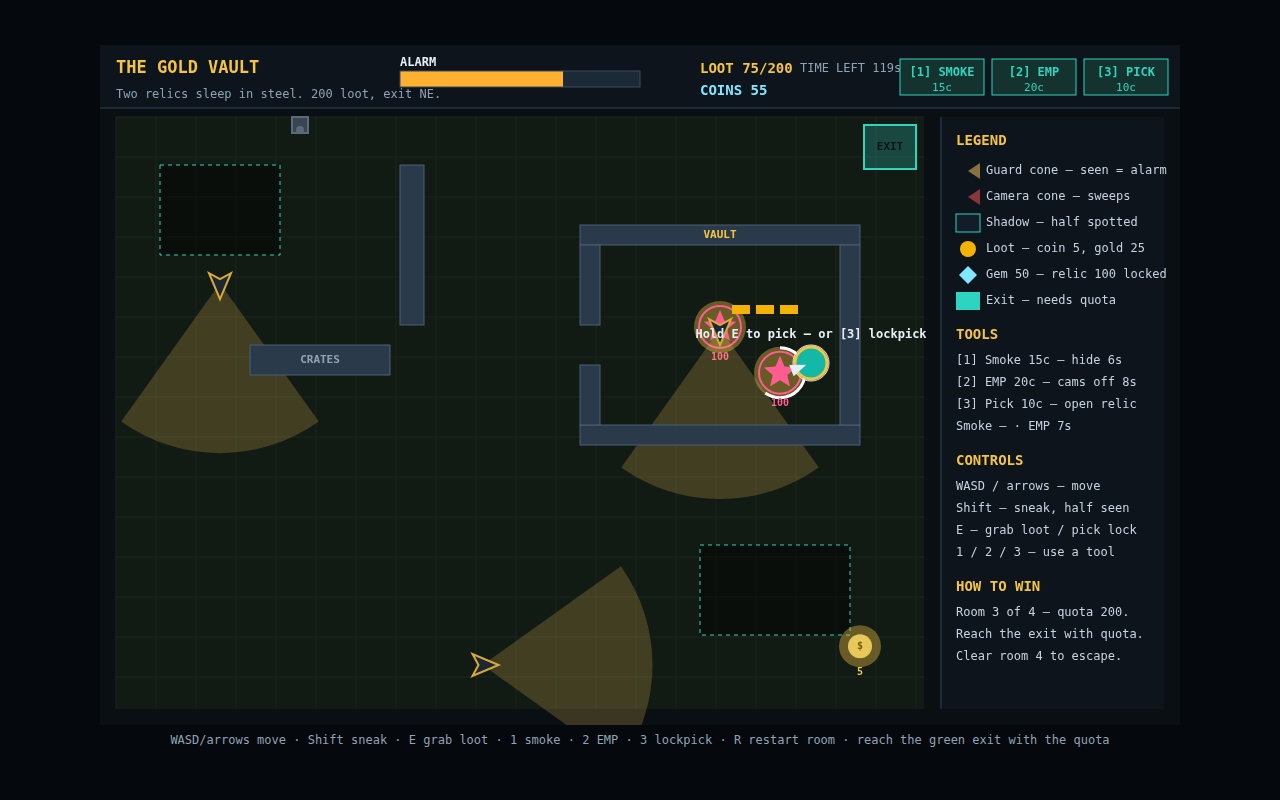 THE GOLD VAULT
Two relics sleep in steel. 200 loot, exit NE.
ALARM
LOOT 75/200
TIME LEFT 119s
COINS 55
[1] SMOKE
15c
[2] EMP
20c
[3] PICK
10c
EXIT
VAULT
CRATES
Hold E to pick — or [3] lockpick
100
100
$
5
LEGEND
Guard cone — seen = alarm
Camera cone — sweeps
Shadow — half spotted
Loot — coin 5, gold 25
Gem 50 — relic 100 locked
Exit — needs quota
TOOLS
[1] Smoke 15c — hide 6s
[2] EMP 20c — cams off 8s
[3] Pick 10c — open relic
Smoke — · EMP 7s
CONTROLS
WASD / arrows — move
Shift — sneak, half seen
E — grab loot / pick lock
1 / 2 / 3 — use a tool
HOW TO WIN
Room 3 of 4 — quota 200.
Reach the exit with quota.
Clear room 4 to escape.
WASD/arrows move · Shift sneak · E grab loot · 1 smoke · 2 EMP · 3 lockpick · R restart room · reach the green exit with the quota